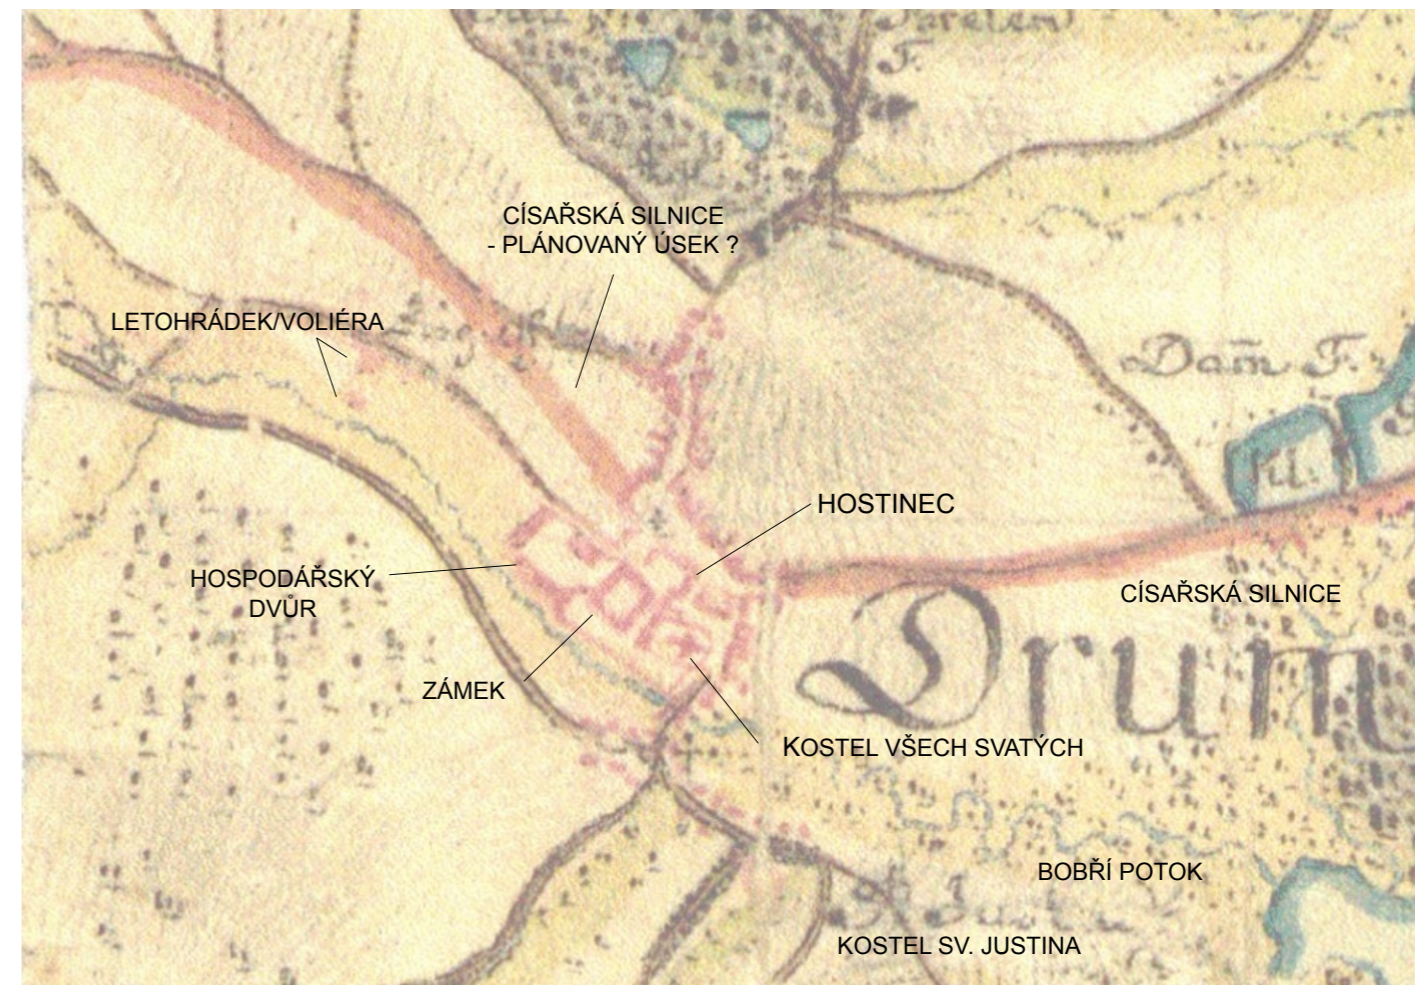 F.
CÍSAŘSKÁ SILNICE
- PLÁNOVANÝ ÚSEK ?
LETOHRÁDEK/VOLIÉRA
Dam̄ F.
HOSTINEC
HOSPODÁŘSKÝ
DVŮR
CÍSAŘSKÁ SILNICE
Drum
ZÁMEK
KOSTEL VŠECH SVATÝCH
BOBŘÍ POTOK
KOSTEL SV. JUSTINA